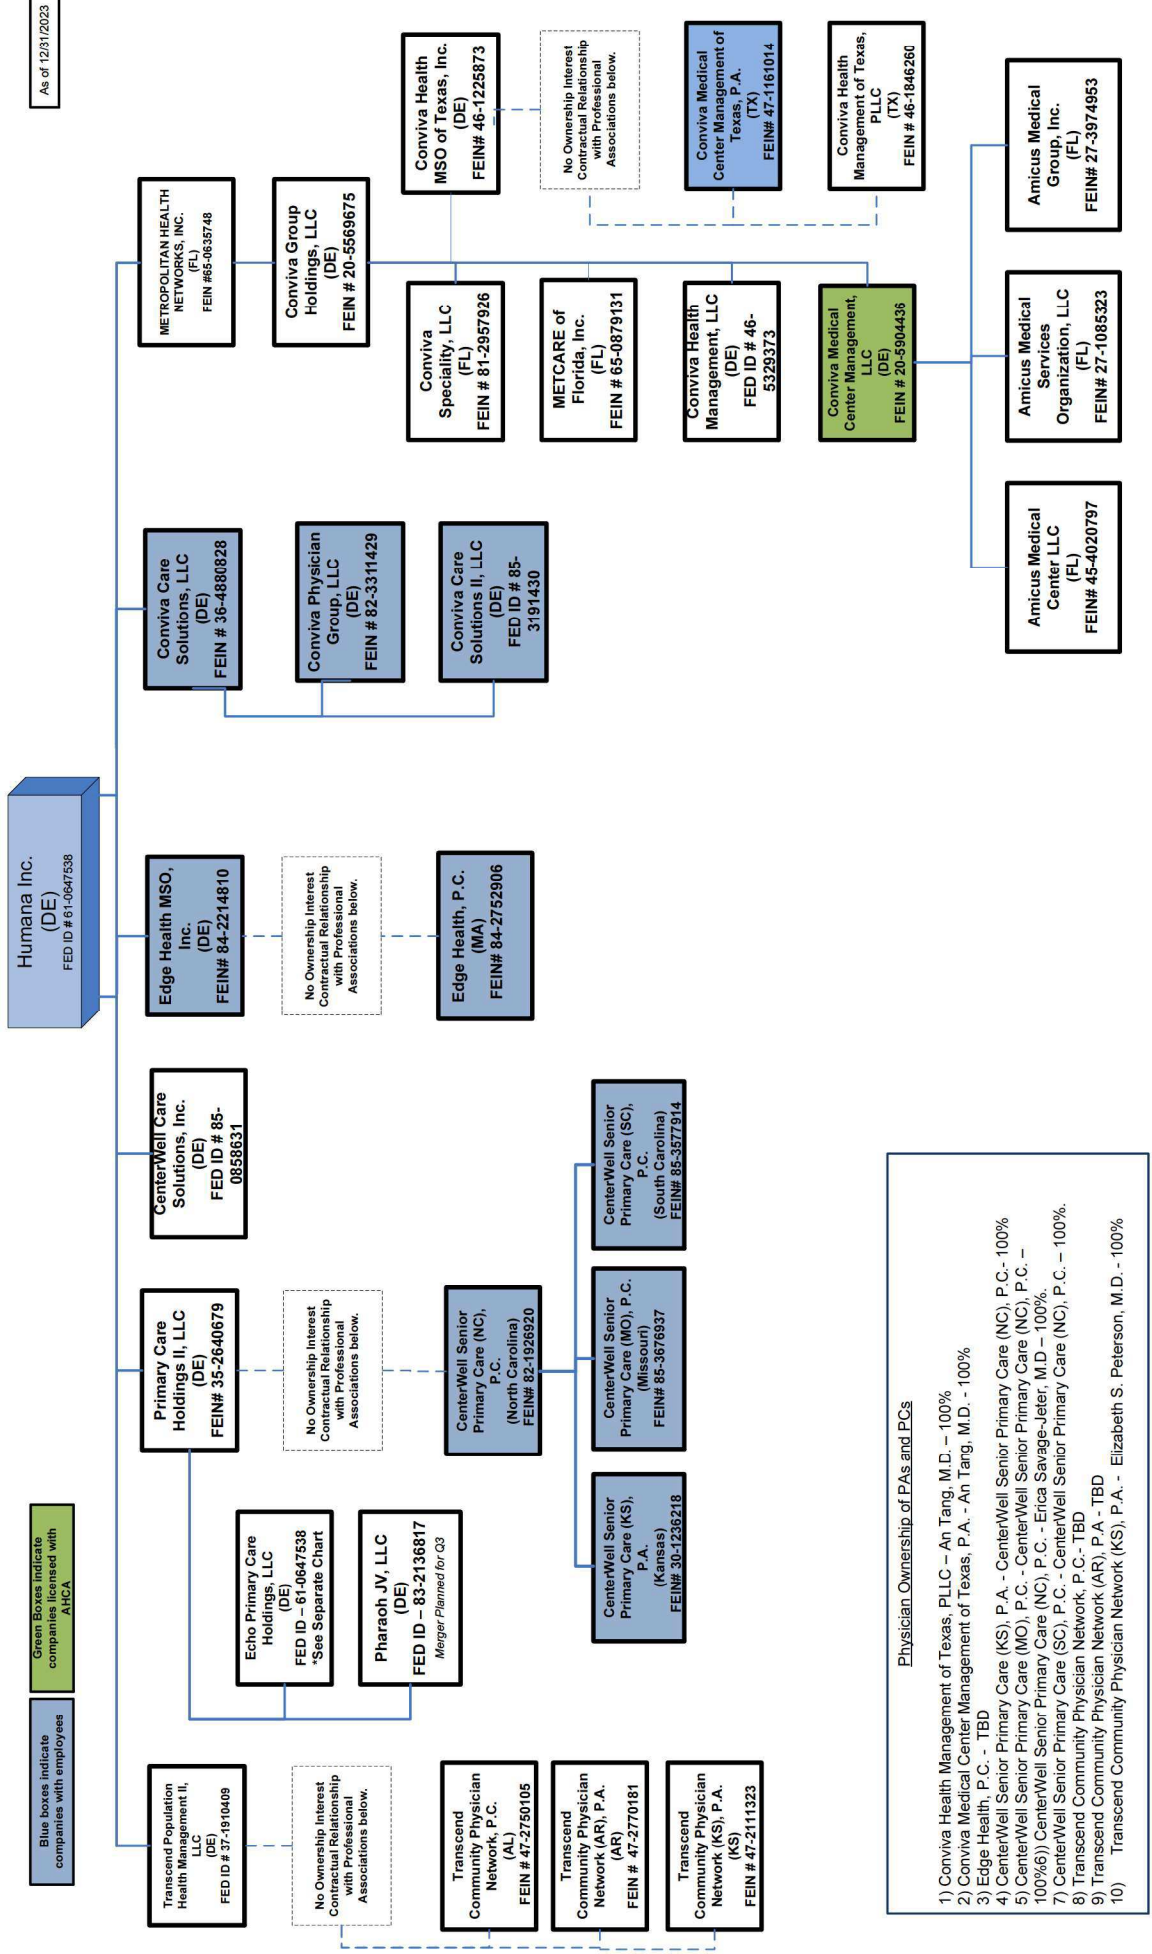 As of 12/31/2023
Blue boxes indicate
companies with employees
Green Boxes indicate
companies licensed with
AHCA
Humana Inc.
(DE)
FED ID # 61-0647538
Transcend Population
Health Management II,
LLC
(DE)
FED ID # 37-1910409
No Ownership Interest
Contractual Relationship
with Professional
Associations below.
Transcend
Community Physician
Network, P.C.
(AL)
FEIN # 47-2750105
Transcend
Community Physician
Network (AR), P.A.
(AR)
FEIN # 47-2770181
Transcend
Community Physician
Network (KS), P.A.
(KS)
FEIN # 47-2111323
Primary Care
Holdings II, LLC
(DE)
FEIN# 35-2640679
Echo Primary Care
Holdings, LLC
(DE)
FED ID – 61-0647538
*See Separate Chart
Pharaoh JV, LLC
(DE)
FED ID – 83-2136817
Merger Planned for Q3
No Ownership Interest
Contractual Relationship
with Professional
Associations below.
CenterWell Senior
Primary Care (NC),
P.C.
(North Carolina)
FEIN# 82-1926920
CenterWell Senior
Primary Care (KS),
P.A.
(Kansas)
FEIN# 30-1236218
CenterWell Senior
Primary Care (MO), P.C.
(Missouri)
FEIN# 85-3676937
CenterWell Senior
Primary Care (SC),
P.C.
(South Carolina)
FEIN# 85-3577914
CenterWell Care
Solutions, Inc.
(DE)
FED ID # 85-
0858631
Edge Health MSO,
Inc.
(DE)
FEIN# 84-2214810
No Ownership Interest
Contractual Relationship
with Professional
Associations below.
Edge Health, P.C.
(MA)
FEIN# 84-2752906
Conviva Care
Solutions, LLC
(DE)
FEIN # 36-4880828
Conviva Physician
Group, LLC
(DE)
FEIN # 82-3311429
Conviva Care
Solutions II, LLC
(DE)
FED ID # 85-
3191430
METROPOLITAN HEALTH
NETWORKS, INC.
(FL)
FEIN #65-0635748
Conviva Group
Holdings, LLC
(DE)
FEIN # 20-5569675
Conviva
Speciality, LLC
(FL)
FEIN # 81-2957926
METCARE of
Florida, Inc.
(FL)
FEIN # 65-0879131
Conviva Health
Management, LLC
(DE)
FED ID # 46-
5329373
Conviva Medical
Center Management,
LLC
(DE)
FEIN # 20-5904436
Conviva Health
MSO of Texas, Inc.
(DE)
FEIN# 46-1225873
No Ownership Interest
Contractual Relationship
with Professional
Associations below.
Conviva Medical
Center Management of
Texas, P.A.
(TX)
FEIN# 47-1161014
Conviva Health
Management of Texas,
PLLC
(TX)
FEIN # 46-1846260
Amicus Medical
Center LLC
(FL)
FEIN# 45-4020797
Amicus Medical
Services
Organization, LLC
(FL)
FEIN# 27-1085323
Amicus Medical
Group, Inc.
(FL)
FEIN# 27-3974953
Physician Ownership of PAs and PCs
1) Conviva Health Management of Texas, PLLC – An Tang, M.D. – 100%
2) Conviva Medical Center Management of Texas, P.A. - An Tang, M.D. - 100%
3) Edge Health, P.C. - TBD
4) CenterWell Senior Primary Care (KS), P.A. - CenterWell Senior Primary Care (NC), P.C.- 100%
5) CenterWell Senior Primary Care (MO), P.C. - CenterWell Senior Primary Care (NC), P.C. –
100%6)) CenterWell Senior Primary Care (NC), P.C. - Erica Savage-Jeter, M.D – 100%.
7) CenterWell Senior Primary Care (SC), P.C. - CenterWell Senior Primary Care (NC), P.C. – 100%.
8) Transcend Community Physician Network, P.C.- TBD
9) Transcend Community Physician Network (AR), P.A - TBD
10) Transcend Community Physician Network (KS), P.A. - Elizabeth S. Peterson, M.D. - 100%